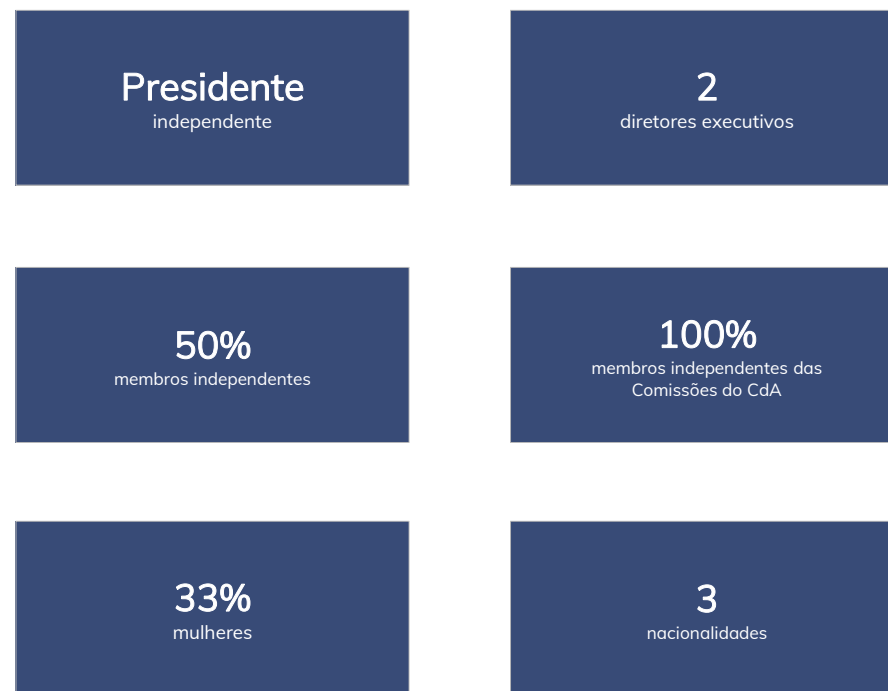 Presidente
independente
2
diretores executivos
50%
membros independentes
100%
membros independentes das
Comissões do CdA
33%
mulheres
3
nacionalidades